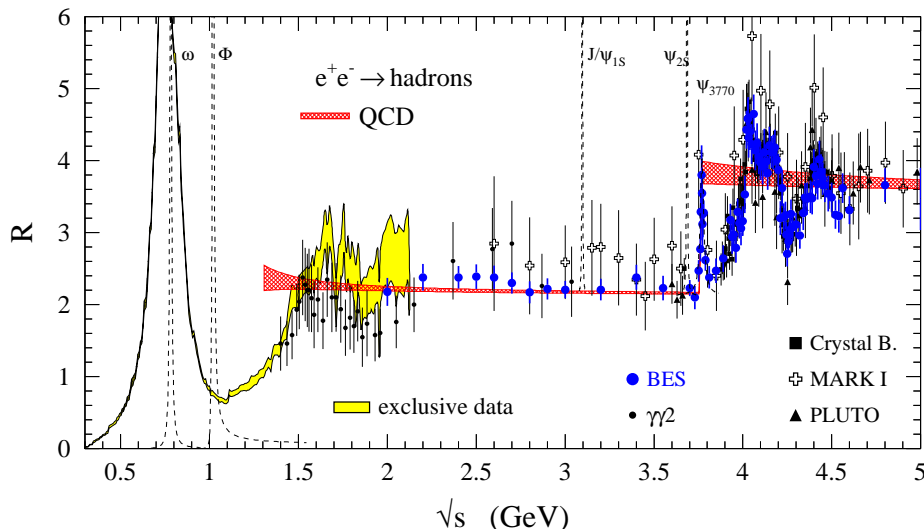 ω
Φ
J/ψ1S
ψ2S
ψ3770
e+e- → hadrons
QCD
exclusive data
BES
γγ2
Crystal B.
MARK I
PLUTO
R
0
1
2
3
4
5
6
0.5 1 1.5 2 2.5 3 3.5 4 4.5 5
√s (GeV)